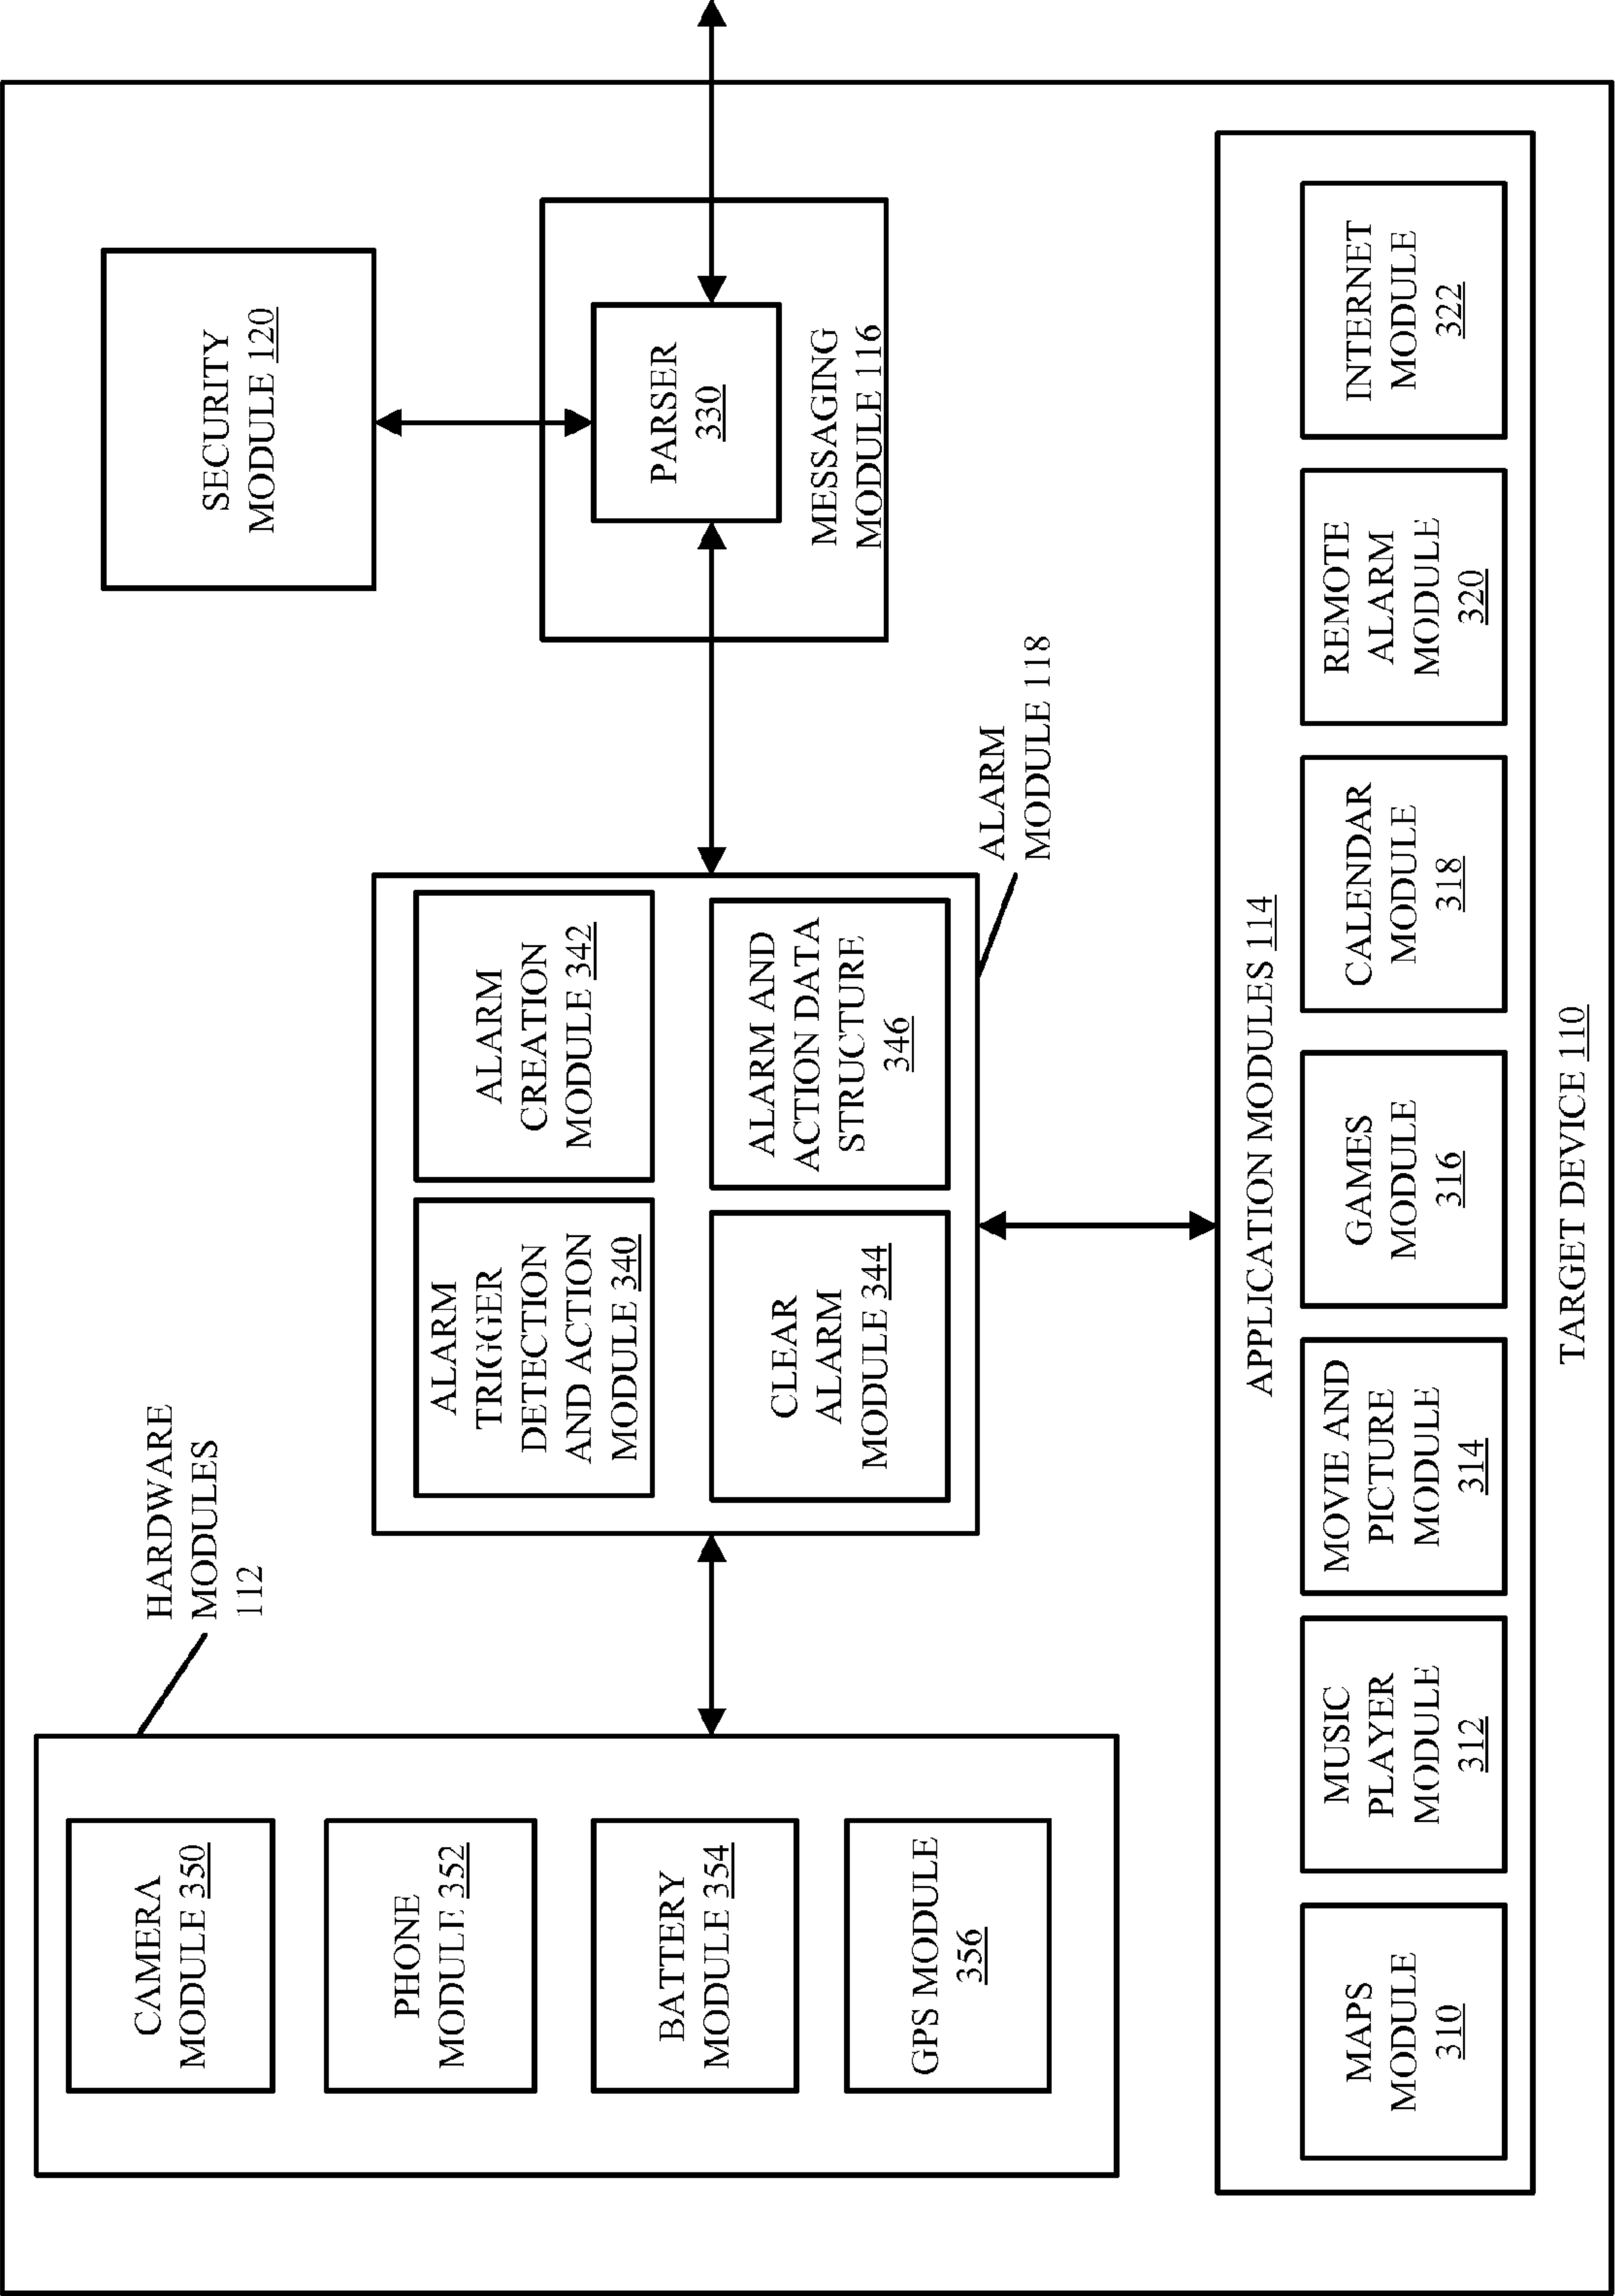 HARDWARE
MODULES
112
CAMERA
MODULE 350
PHONE
MODULE 352
BATTERY
MODULE 354
GPS MODULE
356
ALARM
TRIGGER
DETECTION
AND ACTION
MODULE 340
ALARM
CREATION
MODULE 342
CLEAR
ALARM
MODULE 344
ALARM AND
ACTION DATA
STRUCTURE
346
ALARM
MODULE 118
SECURITY
MODULE 120
PARSER
330
MESSAGING
MODULE 116
APPLICATION MODULES 114
MAPS
MODULE
310
MUSIC
PLAYER
MODULE
312
MOVIE AND
PICTURE
MODULE
314
GAMES
MODULE
316
CALENDAR
MODULE
318
REMOTE
ALARM
MODULE
320
INTERNET
MODULE
322
TARGET DEVICE 110